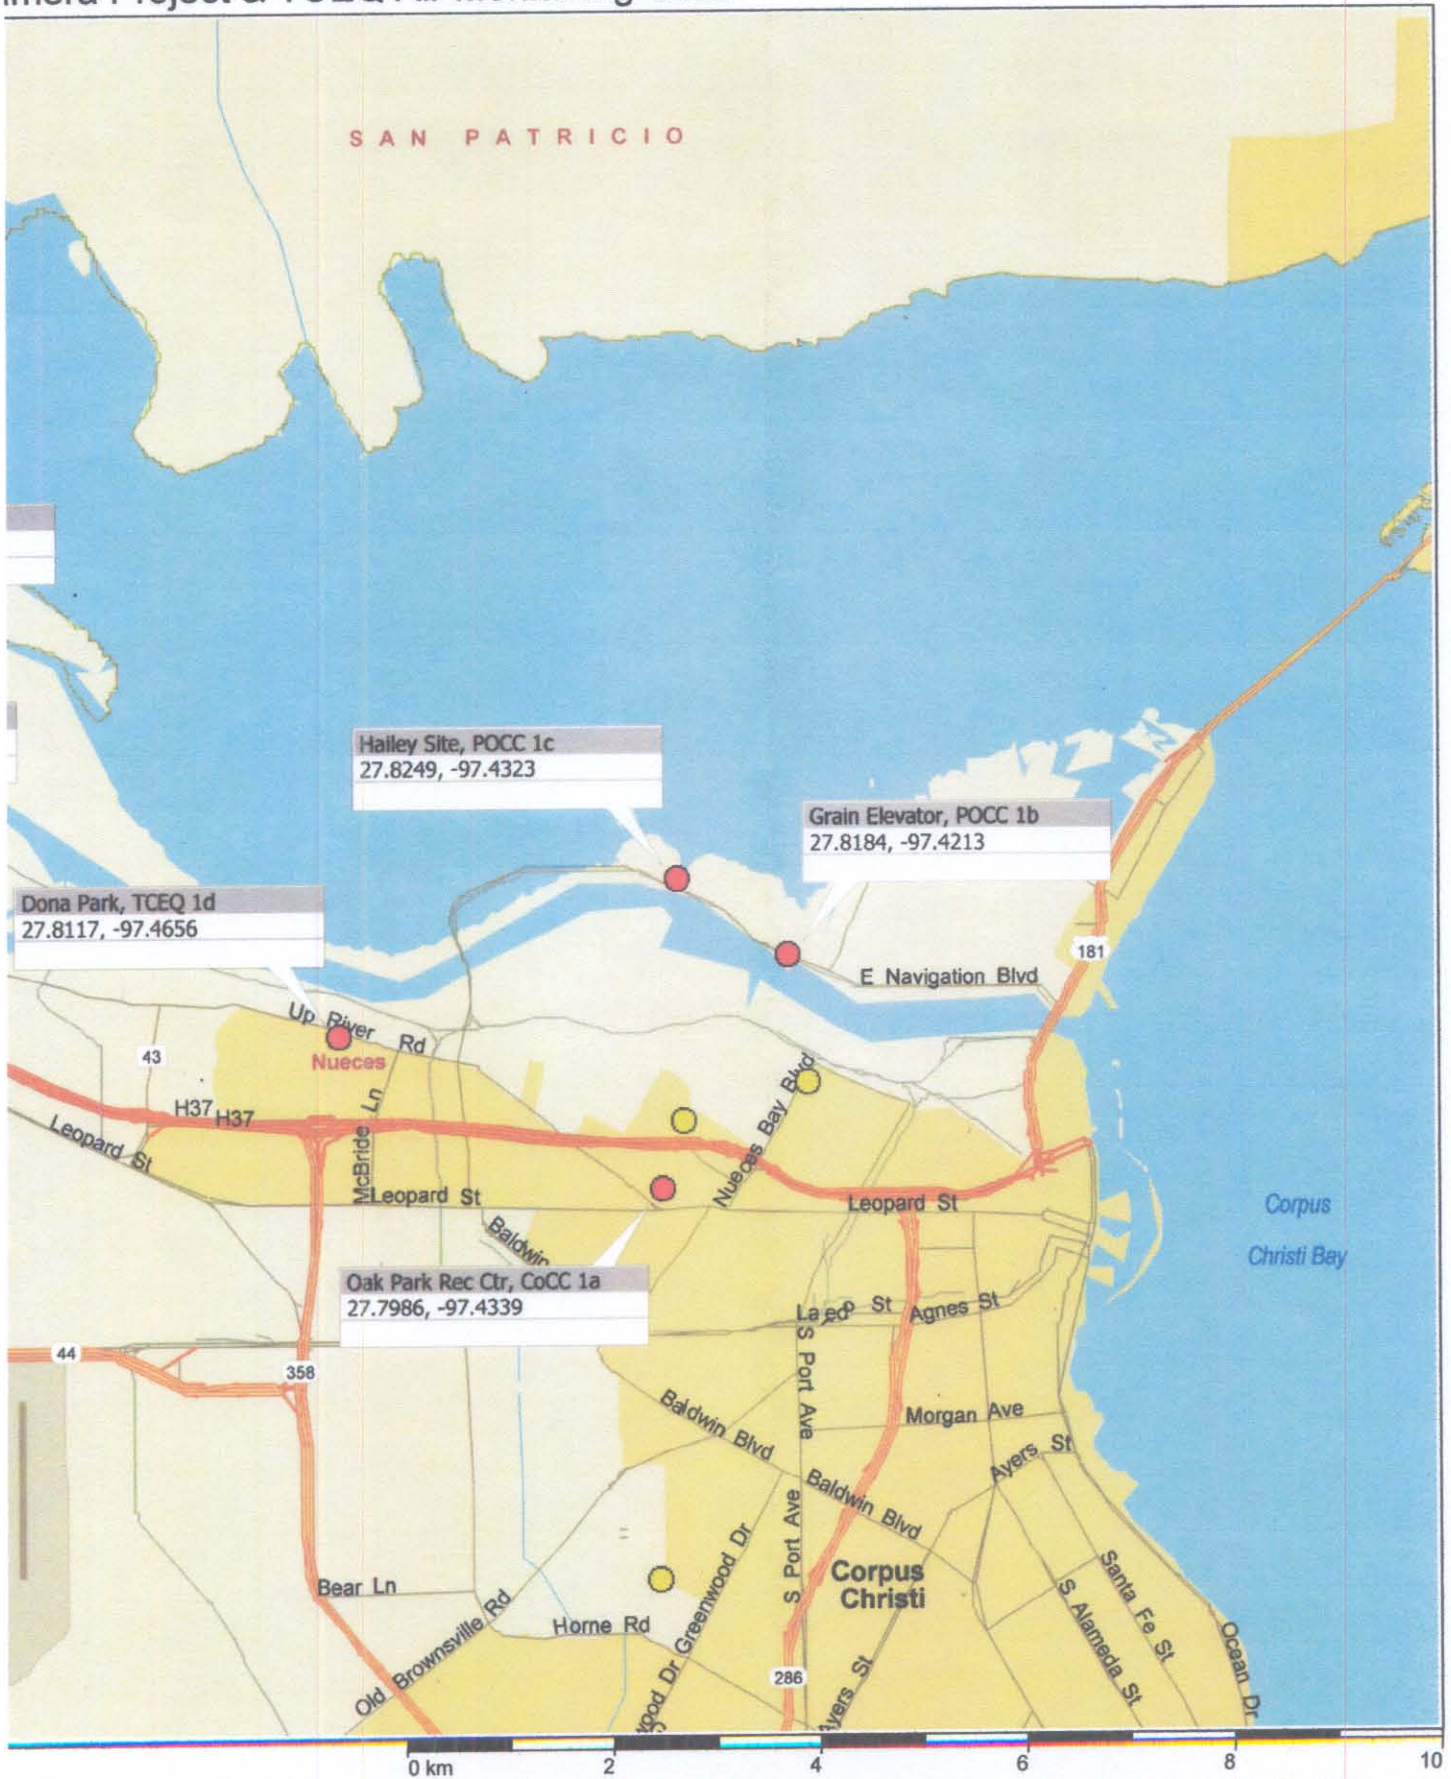 SAN PATRICIO
Hailey Site, POCC 1c
27.8249, -97.4323
Grain Elevator, POCC 1b
27.8184, -97.4213
Dona Park, TCEQ 1d
27.8117, -97.4656
181
E Navigation Blvd
Up River Rd
43
Nueces
H37
H37
McBride Ln
Nueces Bay Blvd
Leopard St
Leopard St
Leopard St
Corpus
Christi Bay
Baldwin
Oak Park Rec Ctr, CoCC 1a
27.7986, -97.4339
St
Agnes St
44
358
S Port Ave
Baldwin Blvd
Morgan Ave
Ayers St
Baldwin Blvd
S Port Ave
Greenwood Dr
Corpus
Christi
Santa Fe St
S Alameda St
Bear Ln
Horne Rd
Old Brownsville Rd
wood Dr
Ocean Dr
286
Ayers St
0 km
2
4
6
8
10